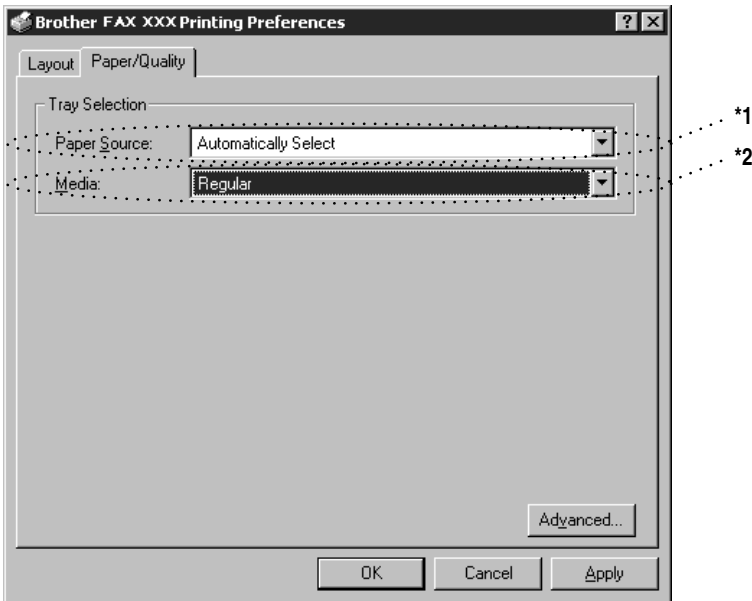 Brother FAX XXX Printing Preferences
Layout Paper/Quality
Tray Selection
Paper Source: Automatically Select *1
Media: Regular *2
Advanced...
OK Cancel Apply